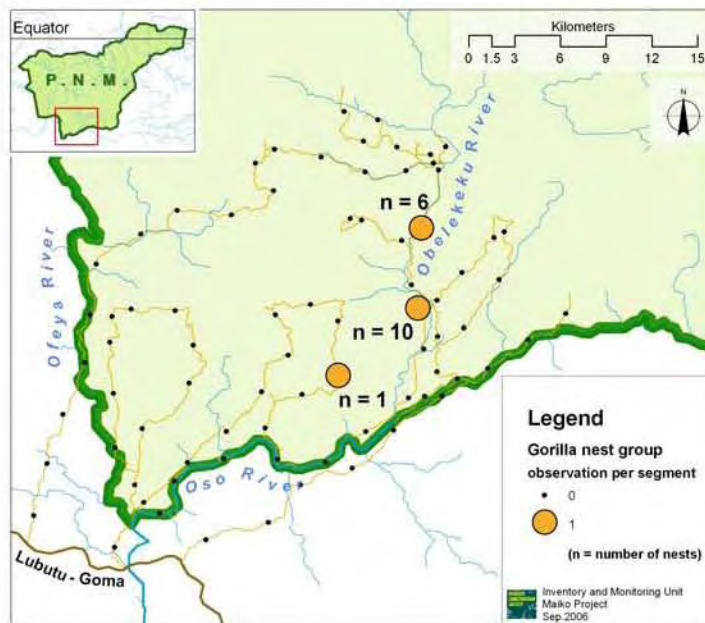 Equator
P. N. M.
Kilometers
0 1.5 3 6 9 12 15
N
n = 6
Obelekeku River
Ofeya River
n = 10
n = 1
Oso River
Lubutu - Goma
Legend
Gorilla nest group
observation per segment
0
1
(n = number of nests)
Inventory and Monitoring Unit
Maiko Project
Sep.2006